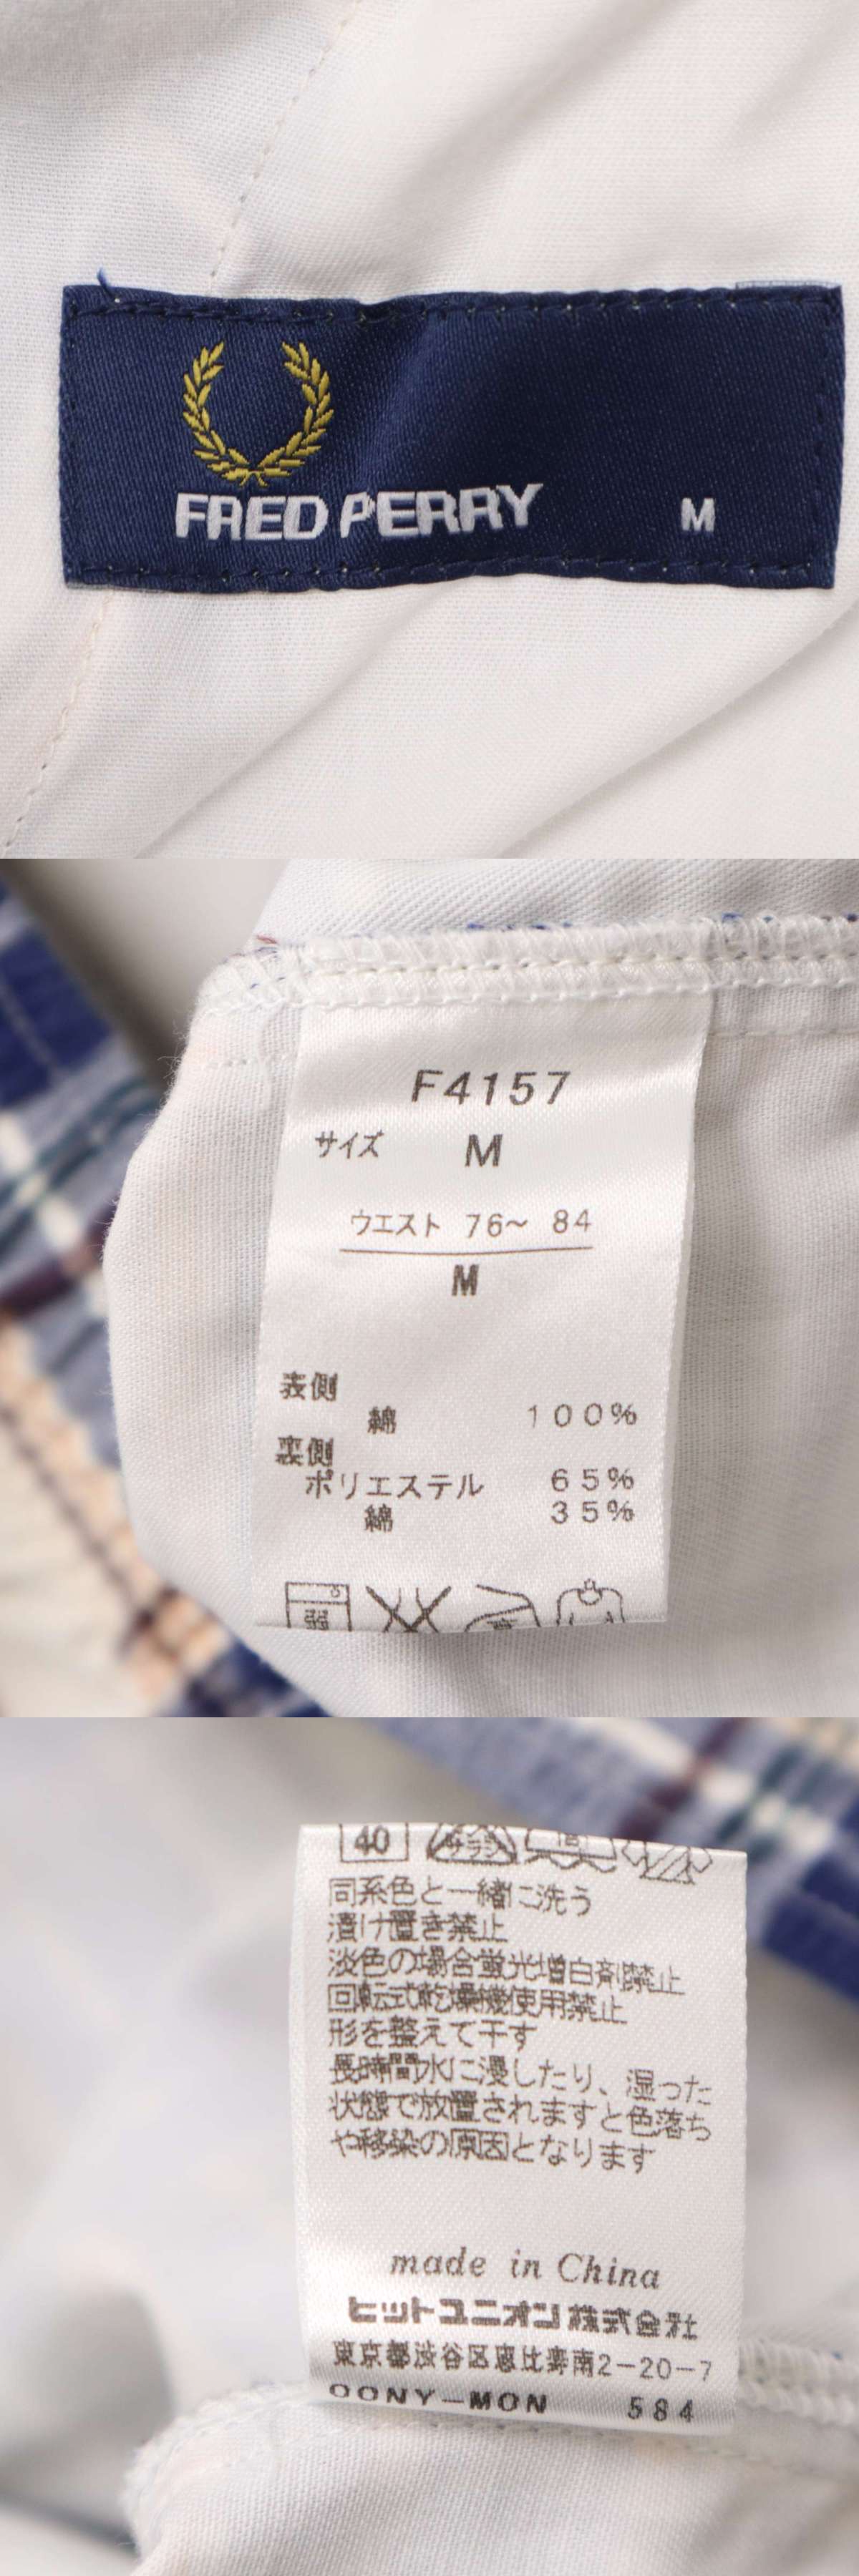 FRED PERRY M
F4157
サイズ M
ウエスト 76~ 84
M
表側
綿 100%
裏側
ポリエステル 65%
綿 35%
40
同系色と一緒に洗う
漬け置き禁止
淡色の場合蛍光増白剤禁止
回転式乾燥機使用禁止
形を整えて干す
長時間水に浸したり、湿った
状態で放置されますと色落ち
や移染の原因となります
made in China
ヒットユニオン株式会社
東京都渋谷区恵比寿南2-20-7
584